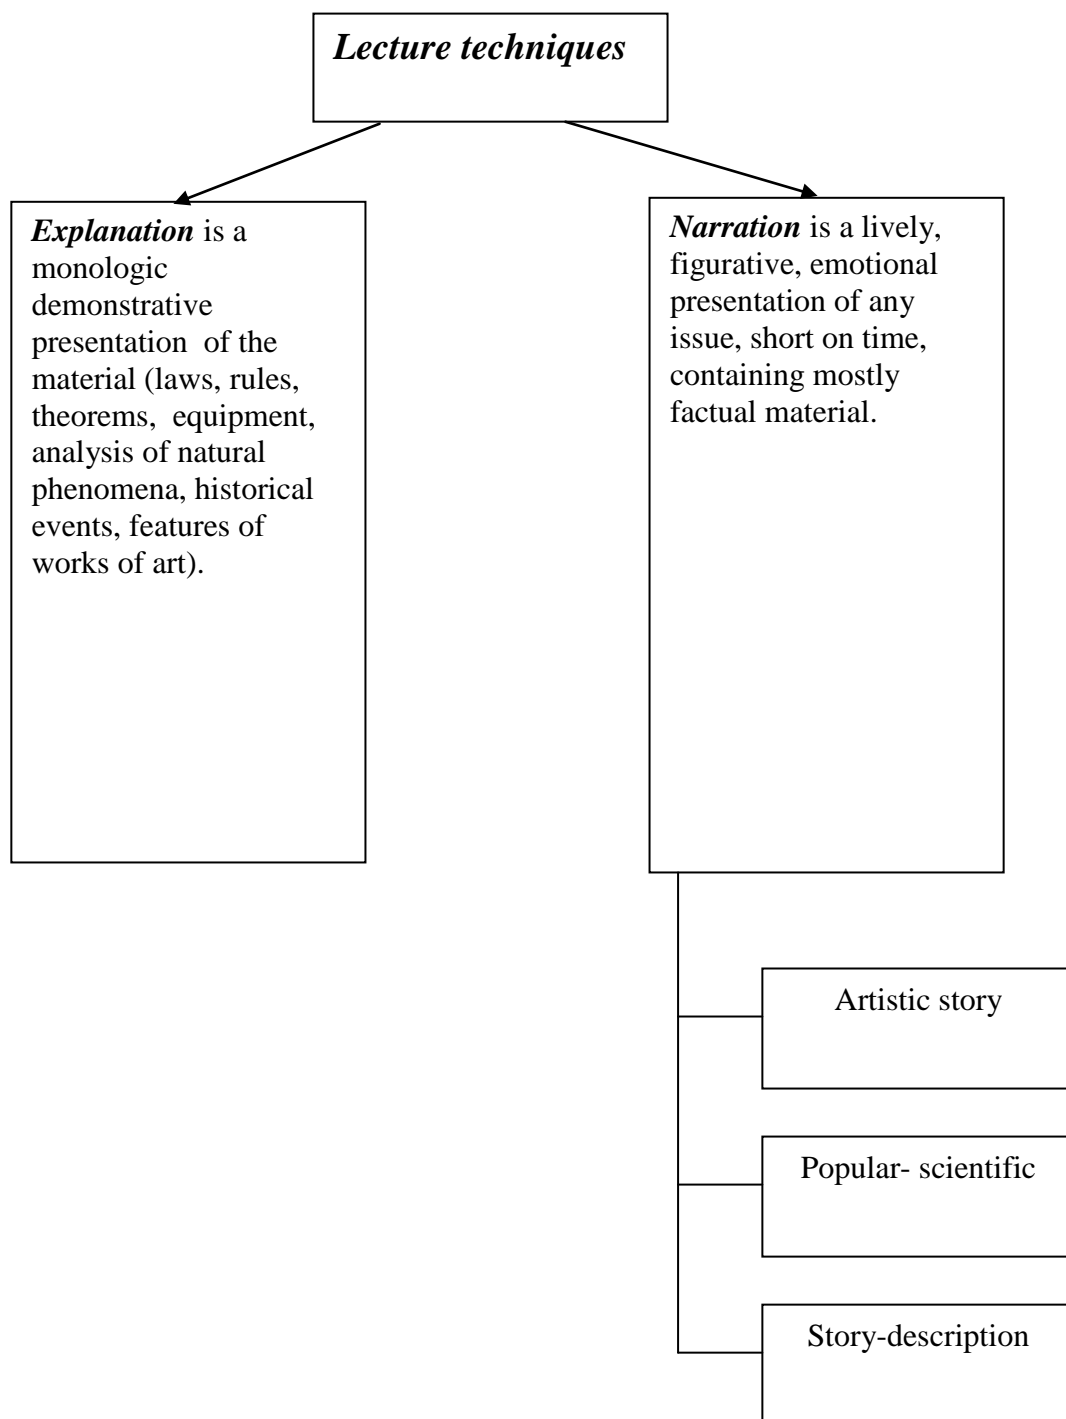 Lecture techniques
Explanation is a
monologic
demonstrative
presentation of the
material (laws, rules,
theorems, equipment,
analysis of natural
phenomena, historical
events, features of
works of art).
Narration is a lively,
figurative, emotional
presentation of any
issue, short on time,
containing mostly
factual material.
Artistic story
Popular- scientific
Story-description